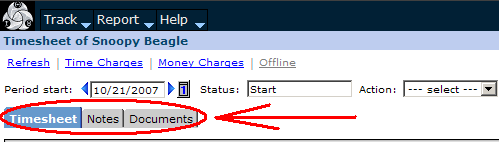 Track Report Help
Timesheet of Snoopy Beagle
Refresh | Time Charges | Money Charges | Offline
Period start: 10/21/2007 1 Status: Start Action: --- select ---
Timesheet Notes Documents